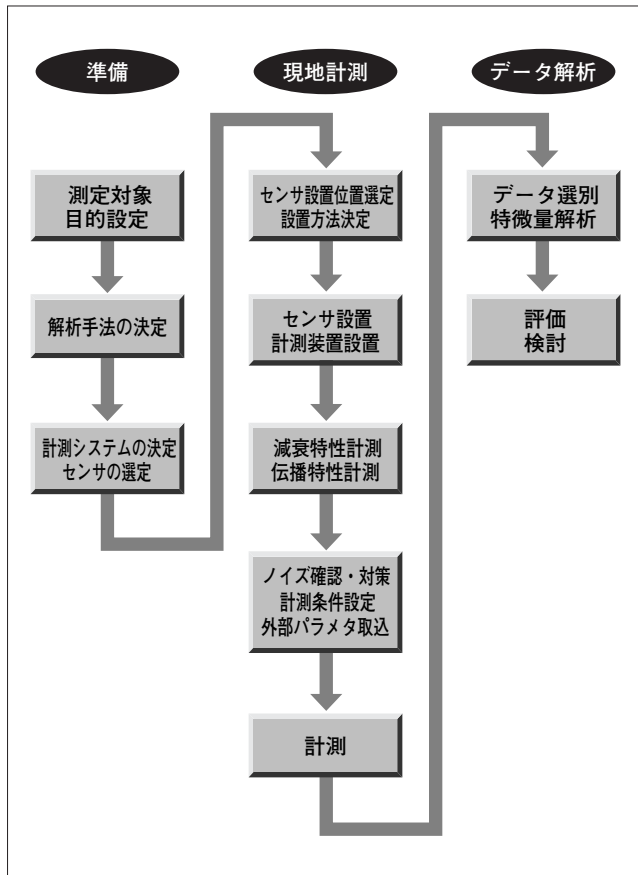 準備
測定対象
目的設定
解析手法の決定
計測システムの決定
センサの選定
現地計測
センサ設置位置選定
設置方法決定
センサ設置
計測装置設置
減衰特性計測
伝播特性計測
ノイズ確認・対策
計測条件設定
外部パラメタ取込
計測
データ解析
データ選別
特微量解析
評価
検討